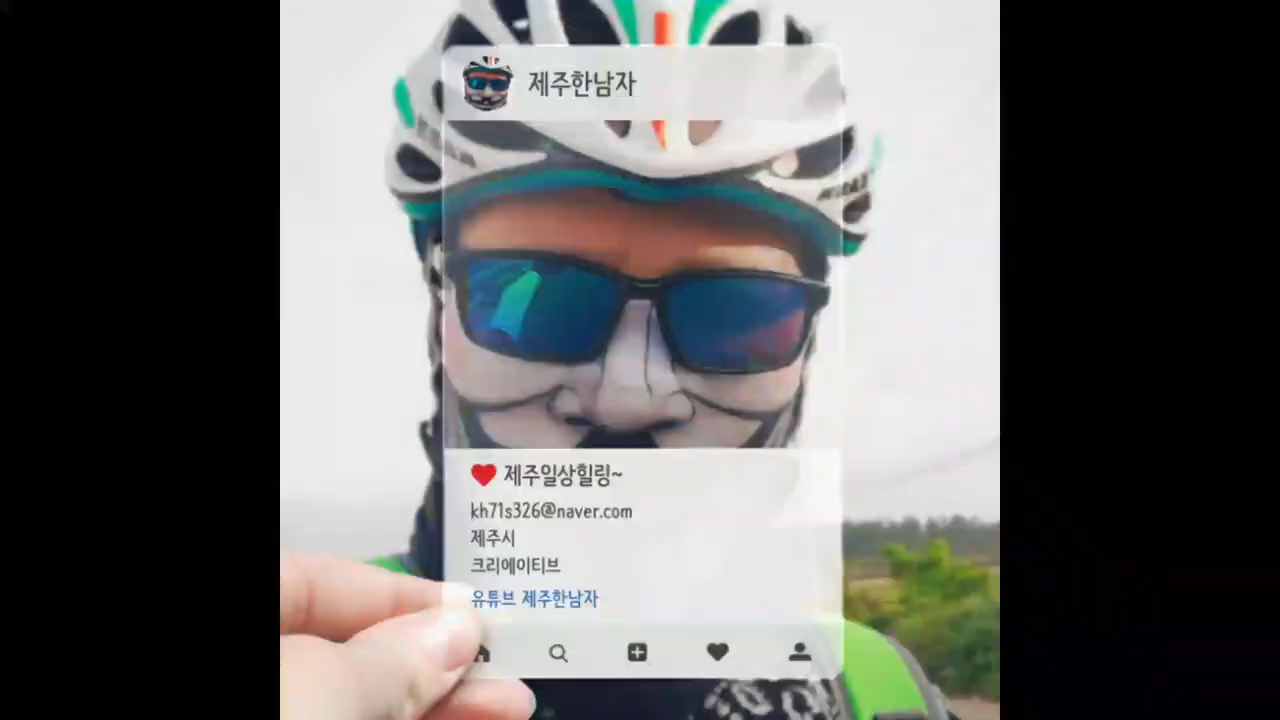 제주한남자
제주일상힐링~
kh71s326@naver.com
제주시
크리에이티브
유튜브 제주한남자